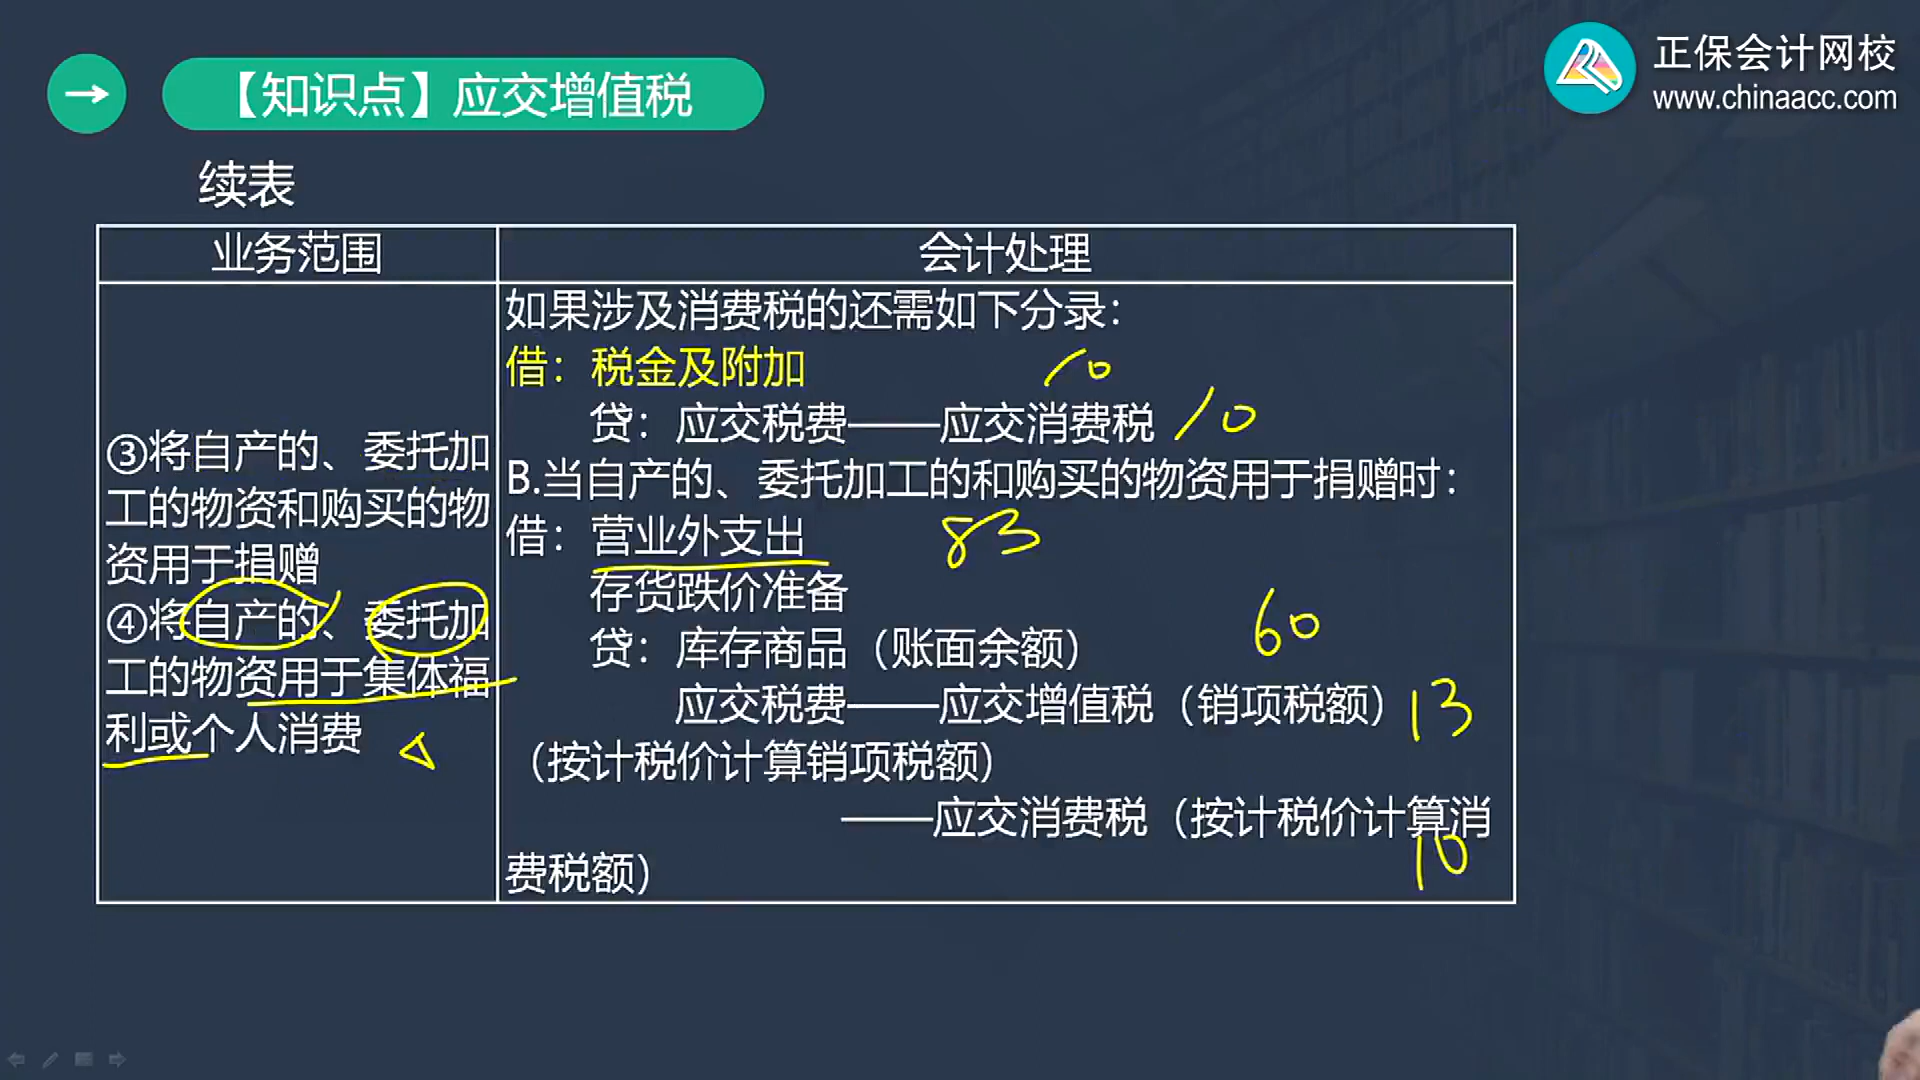 正保会计网校
www.chinaacc.com
【知识点】应交增值税
续表
业务范围
会计处理
③将自产的、委托加
工的物资和购买的物
资用于捐赠
④将自产的、委托加
工的物资用于集体福
利或个人消费
如果涉及消费税的还需如下分录：
借：税金及附加 10
贷：应交税费——应交消费税 10
B.当自产的、委托加工的和购买的物资用于捐赠时：
借：营业外支出 83
存货跌价准备
贷：库存商品（账面余额） 60
应交税费——应交增值税（销项税额） 13
（按计税价计算销项税额）
——应交消费税（按计税价计算消
费税额） 10